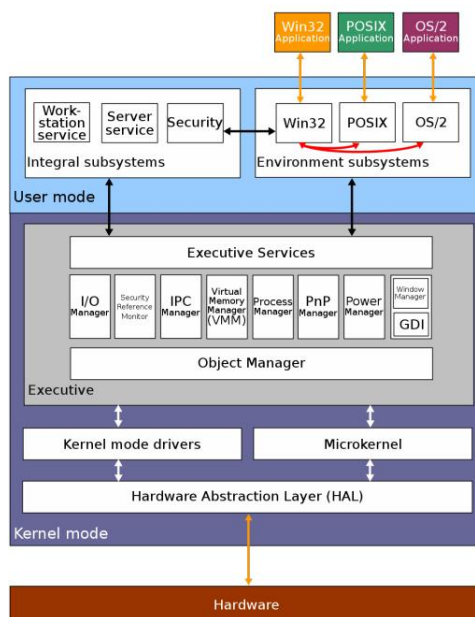 Win32
Application
POSIX
Application
OS/2
Application
Work-
station
service
Server
service
Security
Integral subsystems
Win32
POSIX
OS/2
Environment subsystems
User mode
Executive Services
I/O
Manager
Security
Reference
Monitor
IPC
Manager
Virtual
Memory
Manager
(VMM)
Process
Manager
PnP
Manager
Power
Manager
Window
Manager
GDI
Object Manager
Executive
Kernel mode drivers
Microkernel
Hardware Abstraction Layer (HAL)
Kernel mode
Hardware